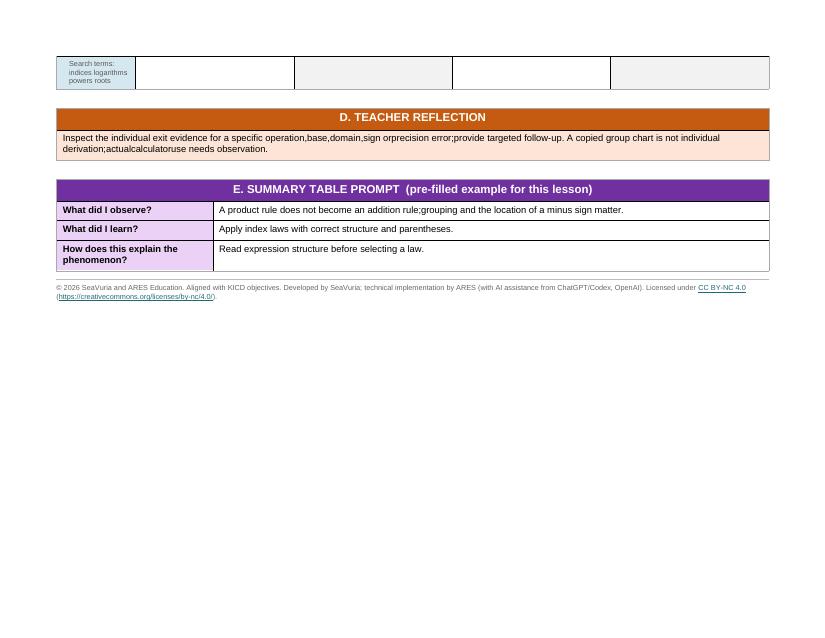 Search terms:
indices logarithms
powers roots
D. TEACHER REFLECTION
Inspect the individual exit evidence for a specific operation,base,domain,sign orprecision error;provide targeted follow-up. A copied group chart is not individual
derivation;actualcalculatoruse needs observation.
E. SUMMARY TABLE PROMPT  (pre-filled example for this lesson)
What did I observe?
A product rule does not become an addition rule;grouping and the location of a minus sign matter.
What did I learn?
Apply index laws with correct structure and parentheses.
How does this explain the
phenomenon?
Read expression structure before selecting a law.
© 2026 SeaVuria and ARES Education. Aligned with KICD objectives. Developed by SeaVuria; technical implementation by ARES (with AI assistance from ChatGPT/Codex, OpenAI). Licensed under CC BY-NC 4.0
(https://creativecommons.org/licenses/by-nc/4.0/).